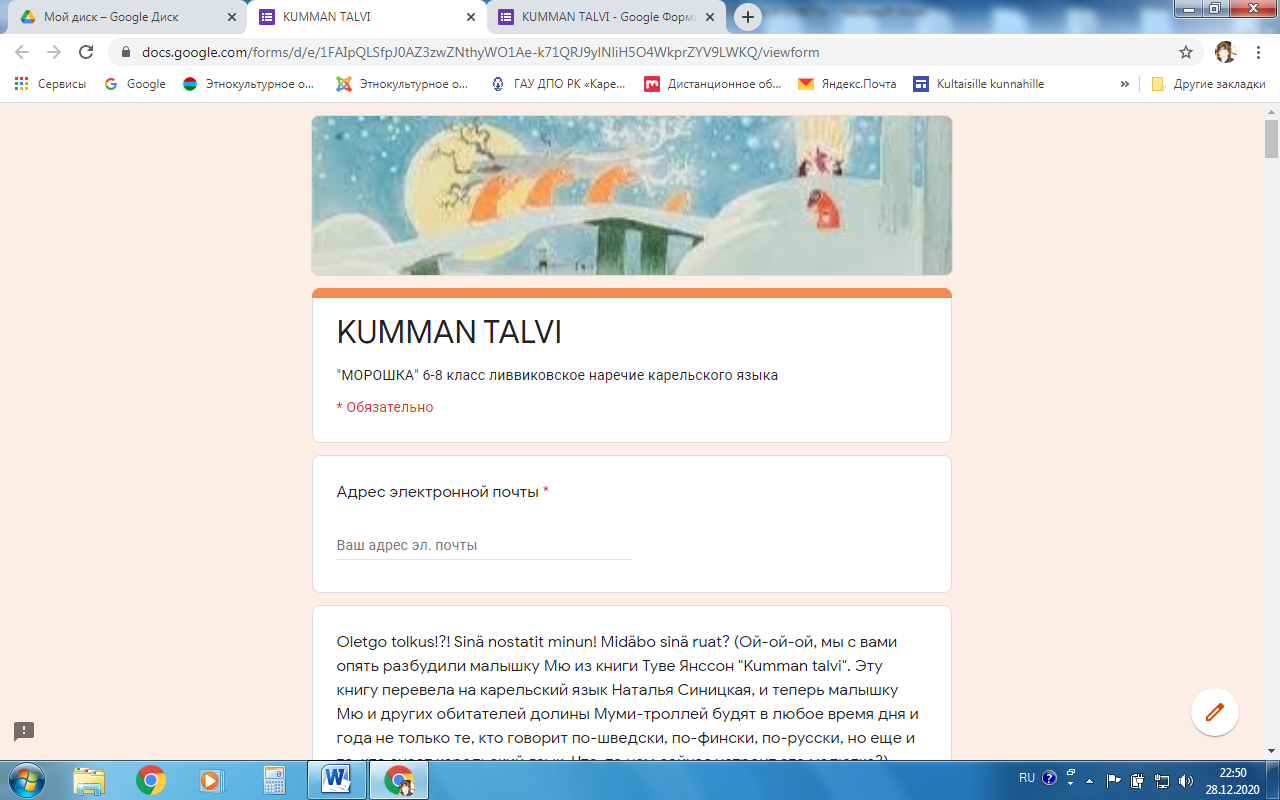 Мой диск – Google Диск
KUMMAN TALVI
KUMMAN TALVI - Google Форм
docs.google.com/forms/d/e/1FAIpQLSfpJ0AZ3zwZNthyWO1Ae-k71QRJ9ylNliH5O4WkprZYV9LWKQ/viewform
Сервисы
Google
Этнокультурное о...
Этнокультурное о...
ГАУ ДПО РК «Каре...
Дистанционное об...
Яндекс.Почта
Kultaisille kunnahille
»
Другие закладки
KUMMAN TALVI
"МОРОШКА" 6-8 класс ливвиковское наречие карельского языка
* Обязательно
Адрес электронной почты *
Ваш адрес эл. почты
Oletgo tolkus!?! Sinä nostatit minun! Midäbo sinä ruat? (Ой-ой-ой, мы с вами
опять разбудили малышку Мю из книги Туве Янссон "Kumman talvi". Эту
книгу перевела на карельский язык Наталья Синицкая, и теперь малышку
Мю и других обитателей долины Муми-троллей будят в любое время дня и
года не только те, кто говорит по-шведски, по-фински, по-русски, но еще и
RU
22:50
28.12.2020